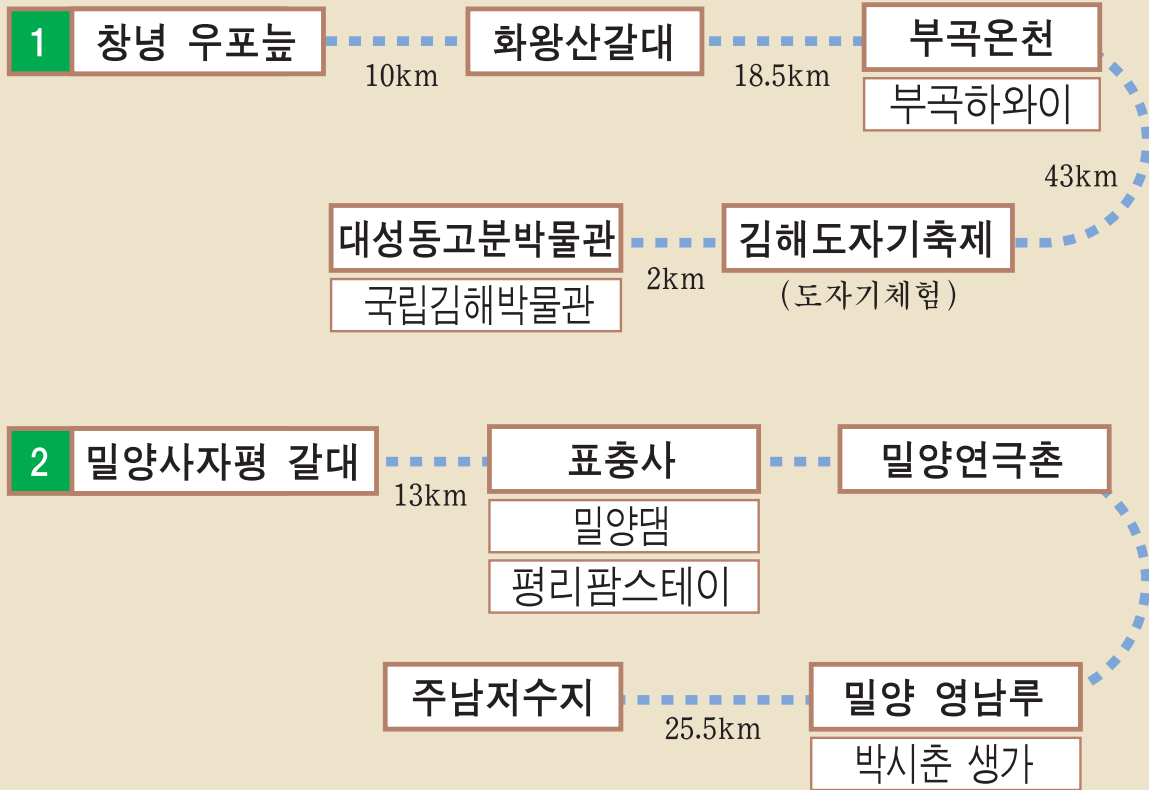 1 창녕 우포늪
10km
화왕산갈대
18.5km
부곡온천
부곡하와이
43km
김해도자기축제
(도자기체험)
2km
대성동고분박물관
국립김해박물관
2 밀양사자평 갈대
13km
표충사
밀양댐
평리팜스테이
밀양연극촌
밀양 영남루
박시춘 생가
25.5km
주남저수지